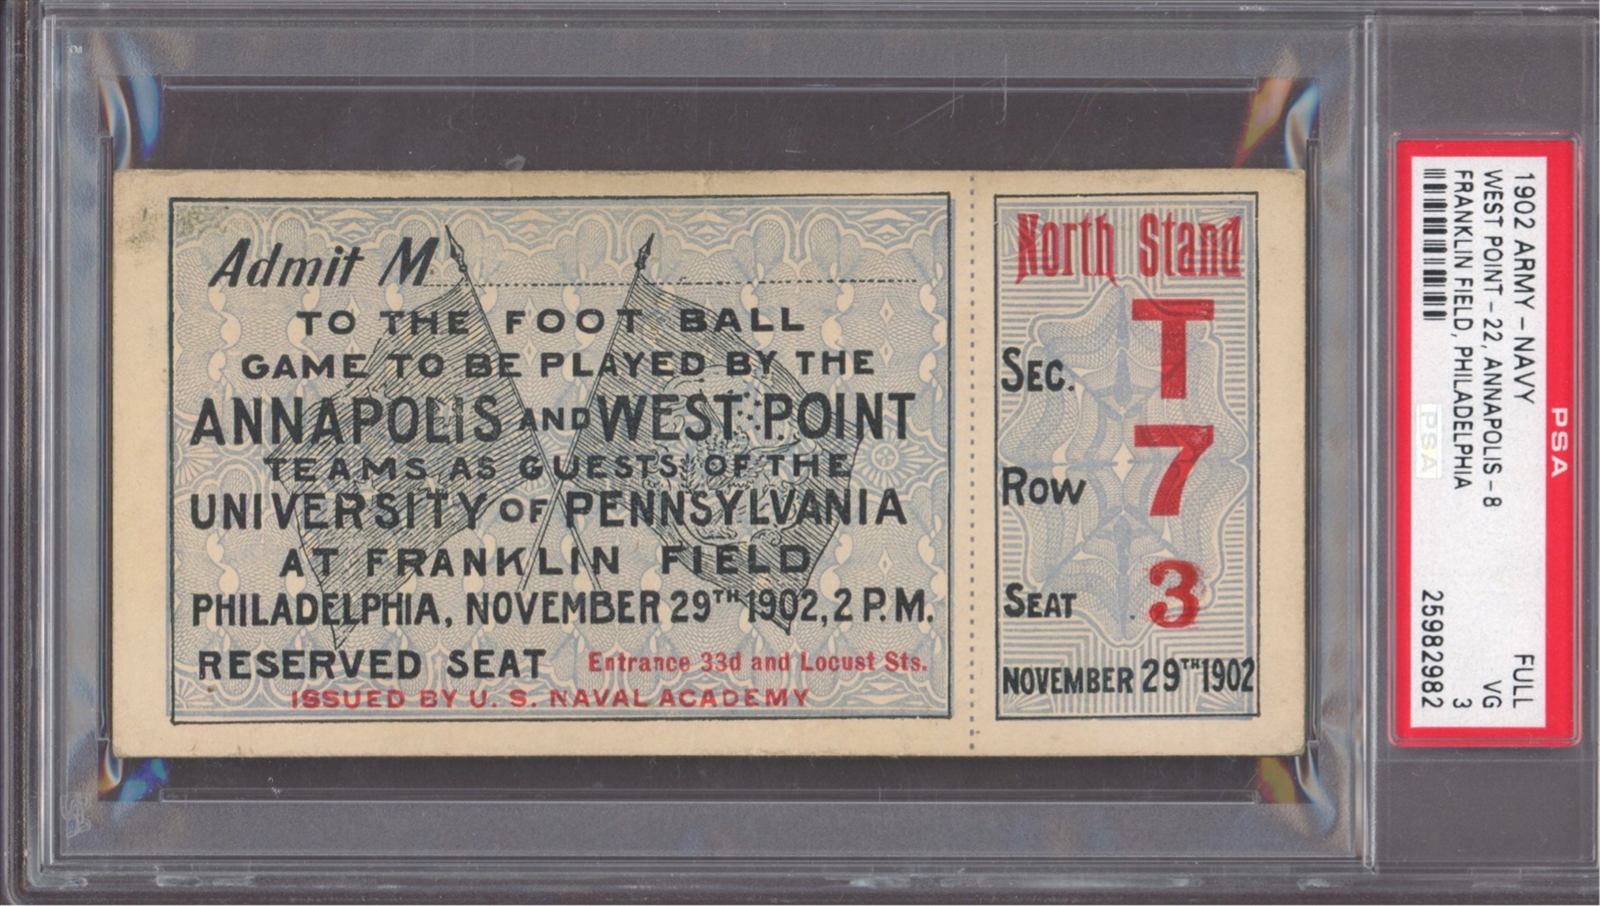 Admit M
TO THE FOOT BALL
GAME TO BE PLAYED BY THE
ANNAPOLIS AND WEST POINT
TEAMS AS GUESTS OF THE
UNIVERSITY OF PENNSYLVANIA
AT FRANKLIN FIELD
PHILADELPHIA, NOVEMBER 29TH 1902, 2 P.M.
RESERVED SEAT Entrance 33d and Locust Sts.
ISSUED BY U. S. NAVAL ACADEMY
North Stand
SEC. T
ROW 7
SEAT 3
NOVEMBER 29TH 1902
PSA
1902 ARMY - NAVY FULL
WEST POINT - 22, ANNAPOLIS - 8 VG
FRANKLIN FIELD, PHILADELPHIA 3
PSA
25982982